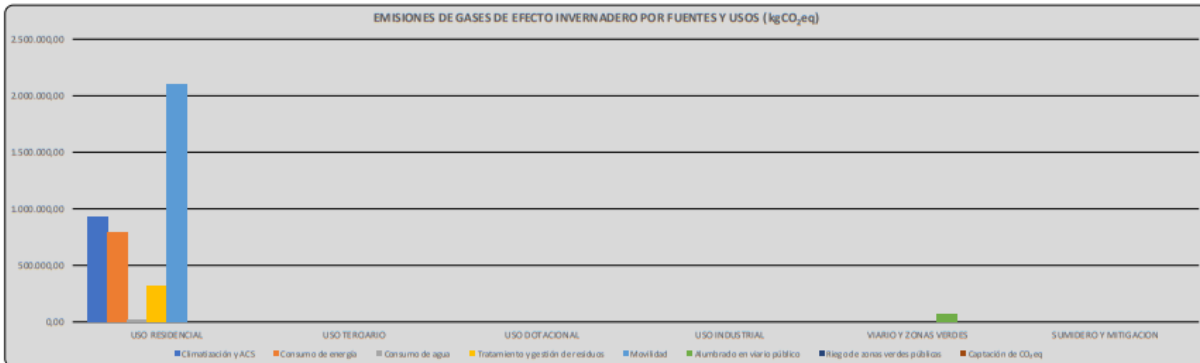 EMISIONES DE GASES DE EFECTO INVERNADERO POR FUENTES Y USOS (kgCO₂eq)
2.500.000,00
2.000.000,00
1.500.000,00
1.000.000,00
500.000,00
0,00
USO RESIDENCIAL USO TERCIARIO USO DOTACIONAL USO INDUSTRIAL VIARIO Y ZONAS VERDES SUMIDERO Y MITIGACION
Climatización y ACS Consumo de energía Consumo de agua Tratamiento y gestión de residuos Movilidad Alumbrado en viario público Riego de zonas verdes públicas Captación de CO₂eq